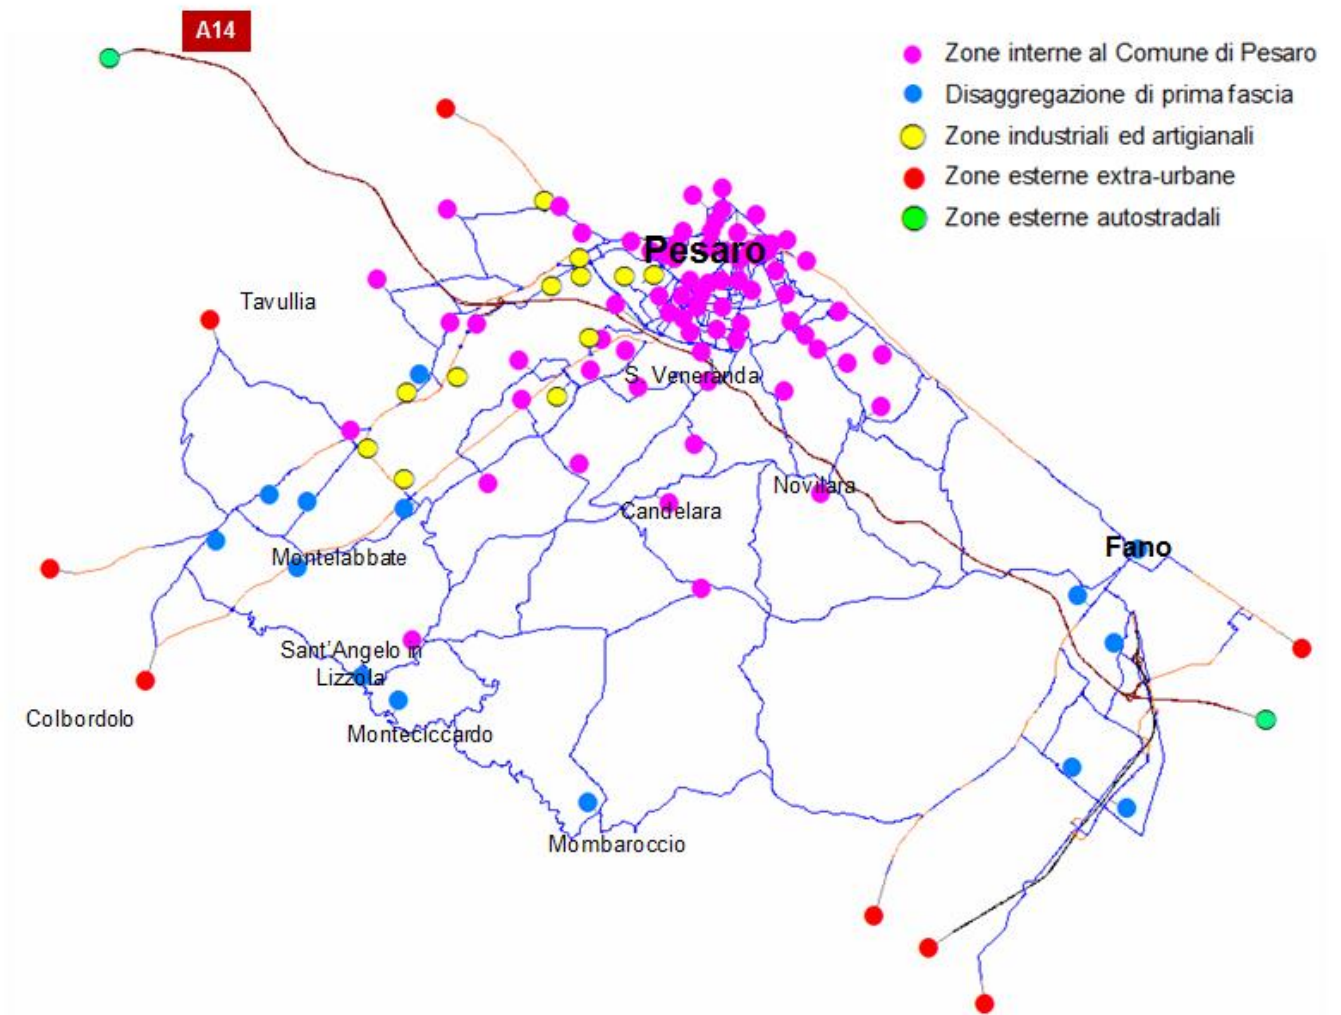 A14
Zone interne al Comune di Pesaro
Disaggregazione di prima fascia
Zone industriali ed artigianali
Zone esterne extra-urbane
Zone esterne autostradali
Pesaro
Tavullia
S. Veneranda
Novilara
Candelara
Fano
Montelabbate
Sant'Angelo in
Lizzola
Colbordolo
Monteciccardo
Mombaroccio